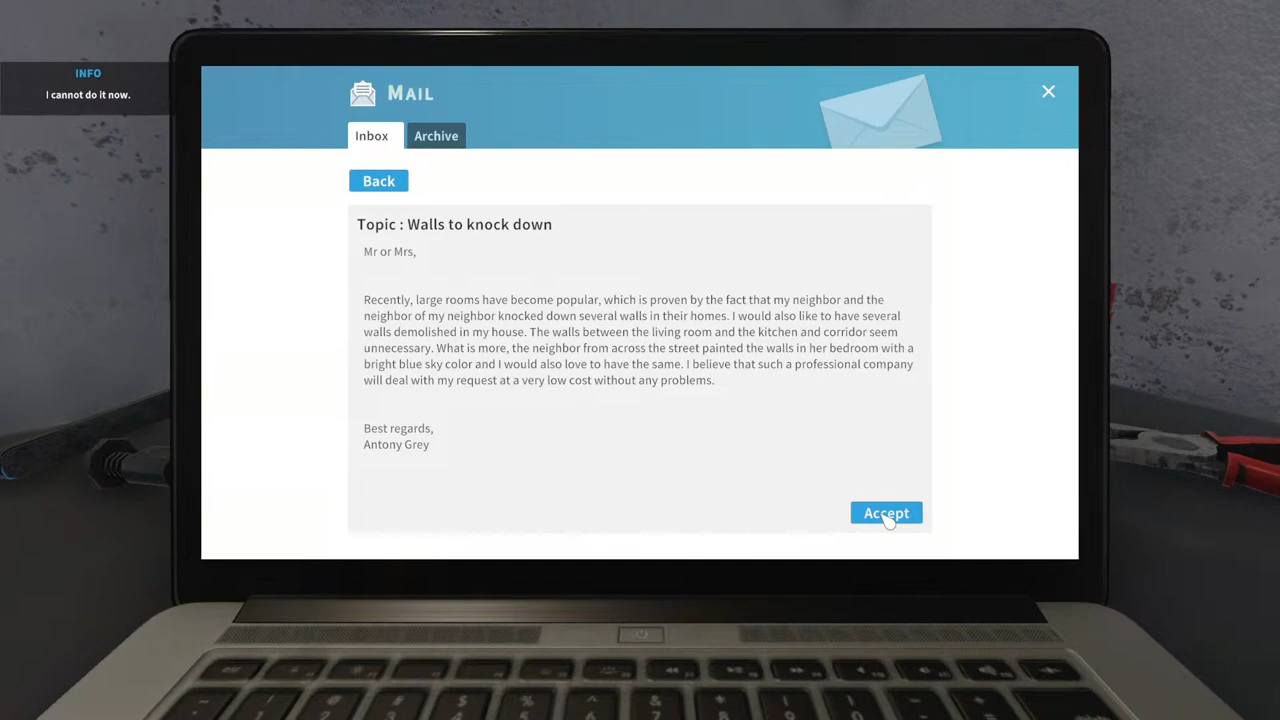 INFO
I cannot do it now.
MAIL
Inbox
Archive
Back
Topic : Walls to knock down
Mr or Mrs,
Recently, large rooms have become popular, which is proven by the fact that my neighbor and the
neighbor of my neighbor knocked down several walls in their homes. I would also like to have several
walls demolished in my house. The walls between the living room and the kitchen and corridor seem
unnecessary. What is more, the neighbor from across the street painted the walls in her bedroom with a
bright blue sky color and I would also love to have the same. I believe that such a professional company
will deal with my request at a very low cost without any problems.
Best regards,
Antony Grey
Accept